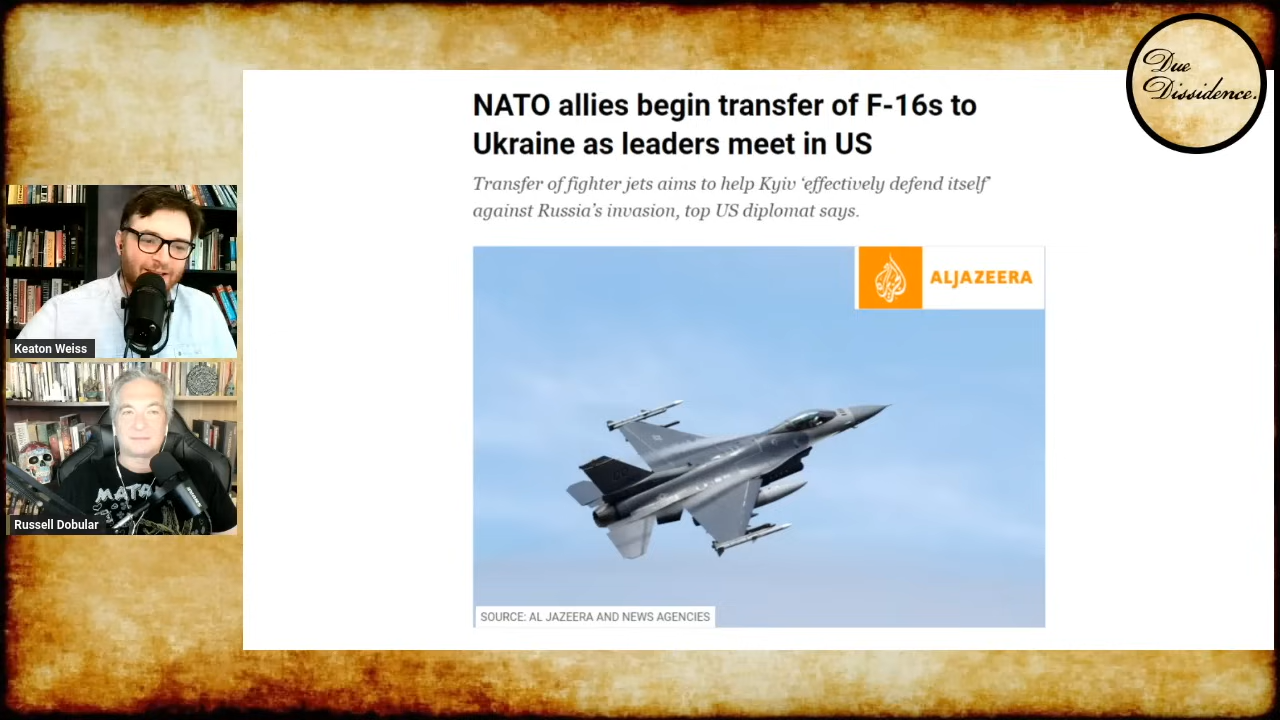 Due
Dissidence.
NATO allies begin transfer of F-16s to
Ukraine as leaders meet in US
Transfer of fighter jets aims to help Kyiv ‘effectively defend itself’
against Russia’s invasion, top US diplomat says.
ALJAZEERA
SOURCE: AL JAZEERA AND NEWS AGENCIES
Keaton Weiss
Russell Dobular